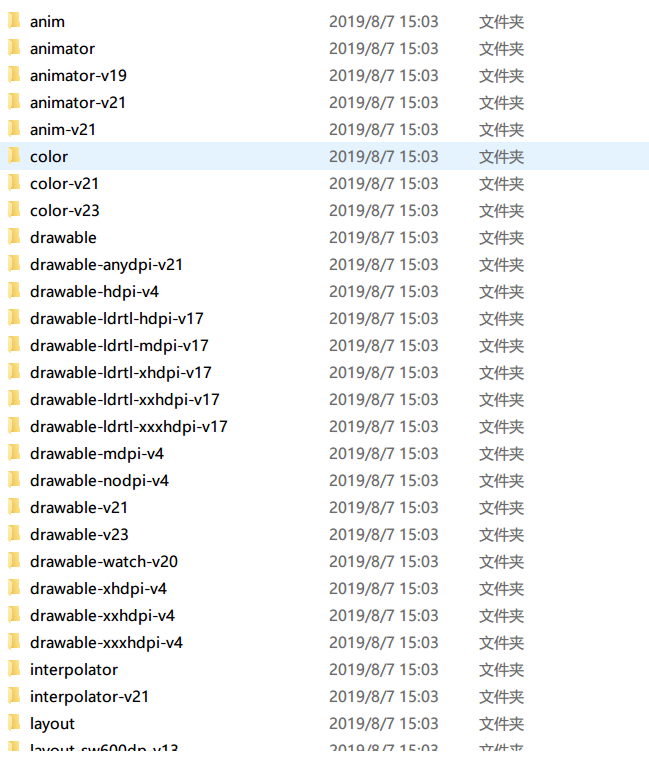 anim 2019/8/7 15:03 文件夹
animator 2019/8/7 15:03 文件夹
animator-v19 2019/8/7 15:03 文件夹
animator-v21 2019/8/7 15:03 文件夹
anim-v21 2019/8/7 15:03 文件夹
color 2019/8/7 15:03 文件夹
color-v21 2019/8/7 15:03 文件夹
color-v23 2019/8/7 15:03 文件夹
drawable 2019/8/7 15:03 文件夹
drawable-anydpi-v21 2019/8/7 15:03 文件夹
drawable-hdpi-v4 2019/8/7 15:03 文件夹
drawable-ldrtl-hdpi-v17 2019/8/7 15:03 文件夹
drawable-ldrtl-mdpi-v17 2019/8/7 15:03 文件夹
drawable-ldrtl-xhdpi-v17 2019/8/7 15:03 文件夹
drawable-ldrtl-xxhdpi-v17 2019/8/7 15:03 文件夹
drawable-ldrtl-xxxhdpi-v17 2019/8/7 15:03 文件夹
drawable-mdpi-v4 2019/8/7 15:03 文件夹
drawable-nodpi-v4 2019/8/7 15:03 文件夹
drawable-v21 2019/8/7 15:03 文件夹
drawable-v23 2019/8/7 15:03 文件夹
drawable-watch-v20 2019/8/7 15:03 文件夹
drawable-xhdpi-v4 2019/8/7 15:03 文件夹
drawable-xxhdpi-v4 2019/8/7 15:03 文件夹
drawable-xxxhdpi-v4 2019/8/7 15:03 文件夹
interpolator 2019/8/7 15:03 文件夹
interpolator-v21 2019/8/7 15:03 文件夹
layout 2019/8/7 15:03 文件夹
layout-sw600dp-v13 2019/8/7 15:03 文件夹